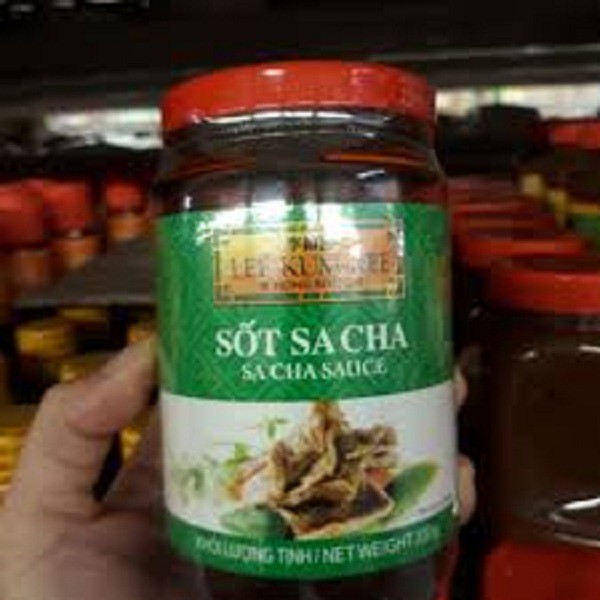 LEE KUM KEE
SỐT SA CHA
SA CHA SAUCE
KHỐI LƯỢNG TỊNH / NET WEIGHT